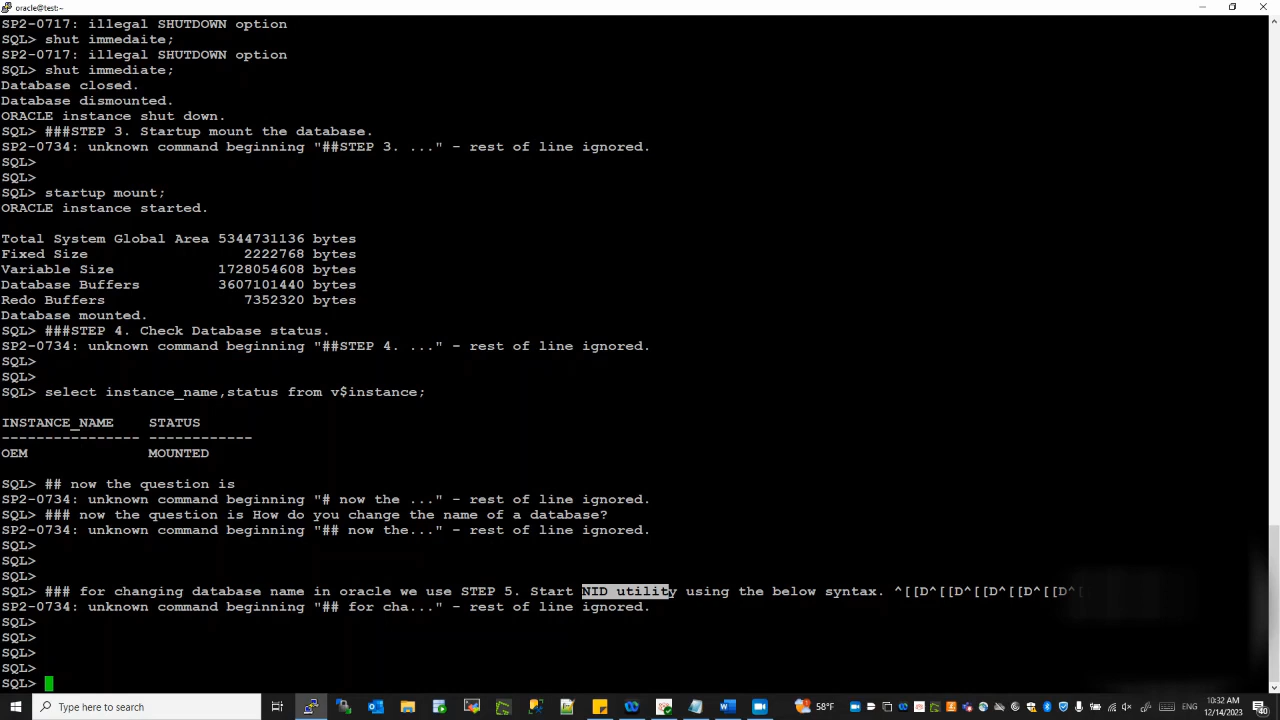 oracle@test:~
SP2-0717: illegal SHUTDOWN option
SQL> shut immedaite;
SP2-0717: illegal SHUTDOWN option
SQL> shut immediate;
Database closed.
Database dismounted.
ORACLE instance shut down.
SQL> ###STEP 3. Startup mount the database.
SP2-0734: unknown command beginning "##STEP 3. ..." - rest of line ignored.
SQL>
SQL>
SQL> startup mount;
ORACLE instance started.
Total System Global Area 5344731136 bytes
Fixed Size 2222768 bytes
Variable Size 1728054608 bytes
Database Buffers 3607101440 bytes
Redo Buffers 7352320 bytes
Database mounted.
SQL> ###STEP 4. Check Database status.
SP2-0734: unknown command beginning "##STEP 4. ..." - rest of line ignored.
SQL>
SQL>
SQL> select instance_name,status from v$instance;
INSTANCE_NAME STATUS
---------------- ------------
OEM MOUNTED
SQL> ## now the question is
SP2-0734: unknown command beginning "# now the ..." - rest of line ignored.
SQL> ### now the question is How do you change the name of a database?
SP2-0734: unknown command beginning "## now the..." - rest of line ignored.
SQL>
SQL>
SQL>
SQL> ### for changing database name in oracle we use STEP 5. Start NID utility using the below syntax. ^[[D^[[D^[[D^[[D^[[D^[
SP2-0734: unknown command beginning "## for cha..." - rest of line ignored.
SQL>
SQL>
SQL>
SQL>
SQL>
Type here to search
58°F
ENG
10:32 AM
12/14/2023